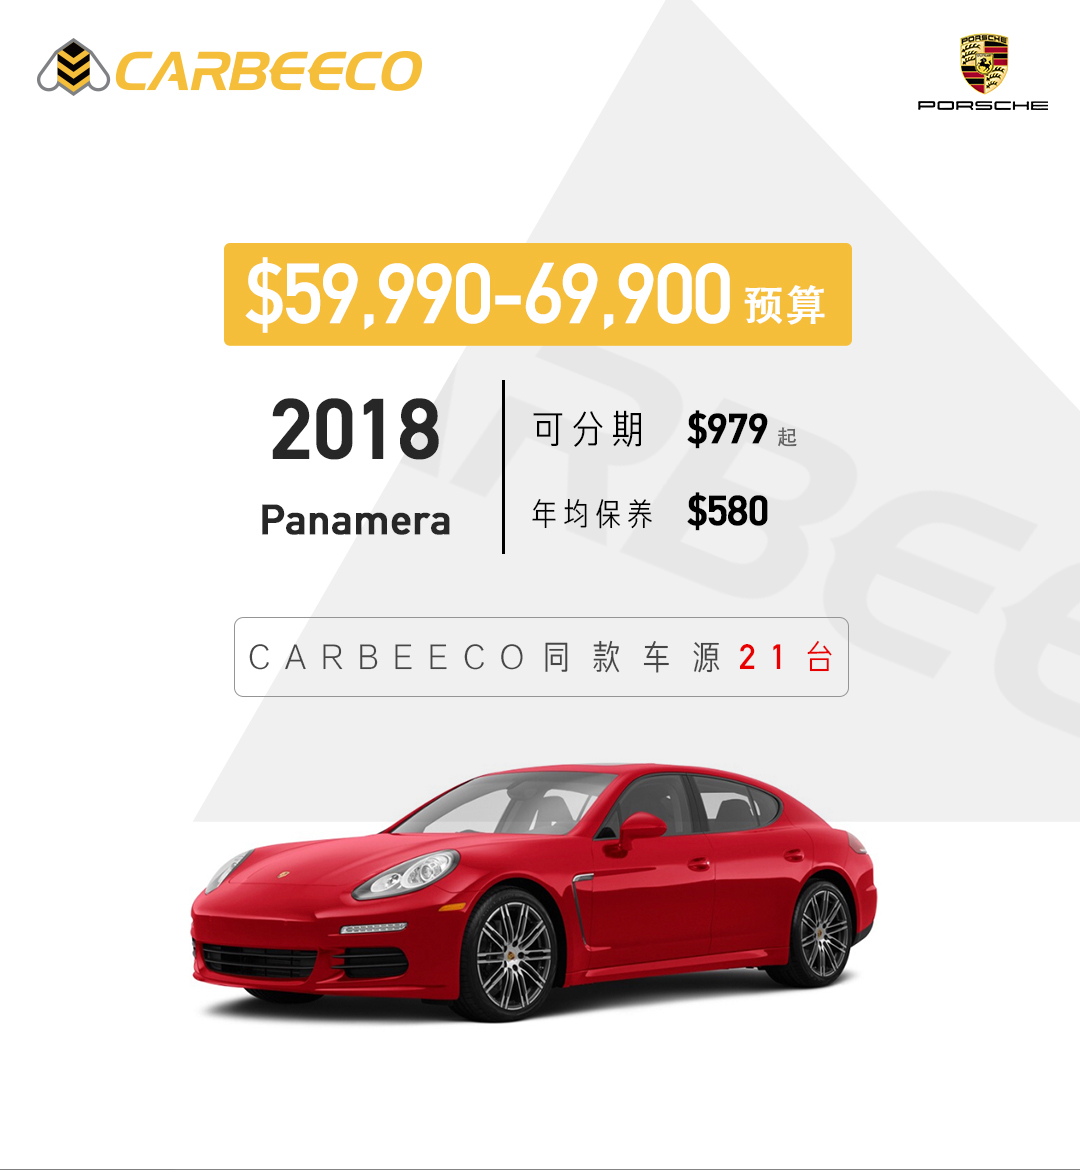 CARBEECO
PORSCHE
PORSCHE
$59,990-69,900 预算
2018
Panamera
可分期 $979 起
年均保养 $580
CARBEECO同款车源21台